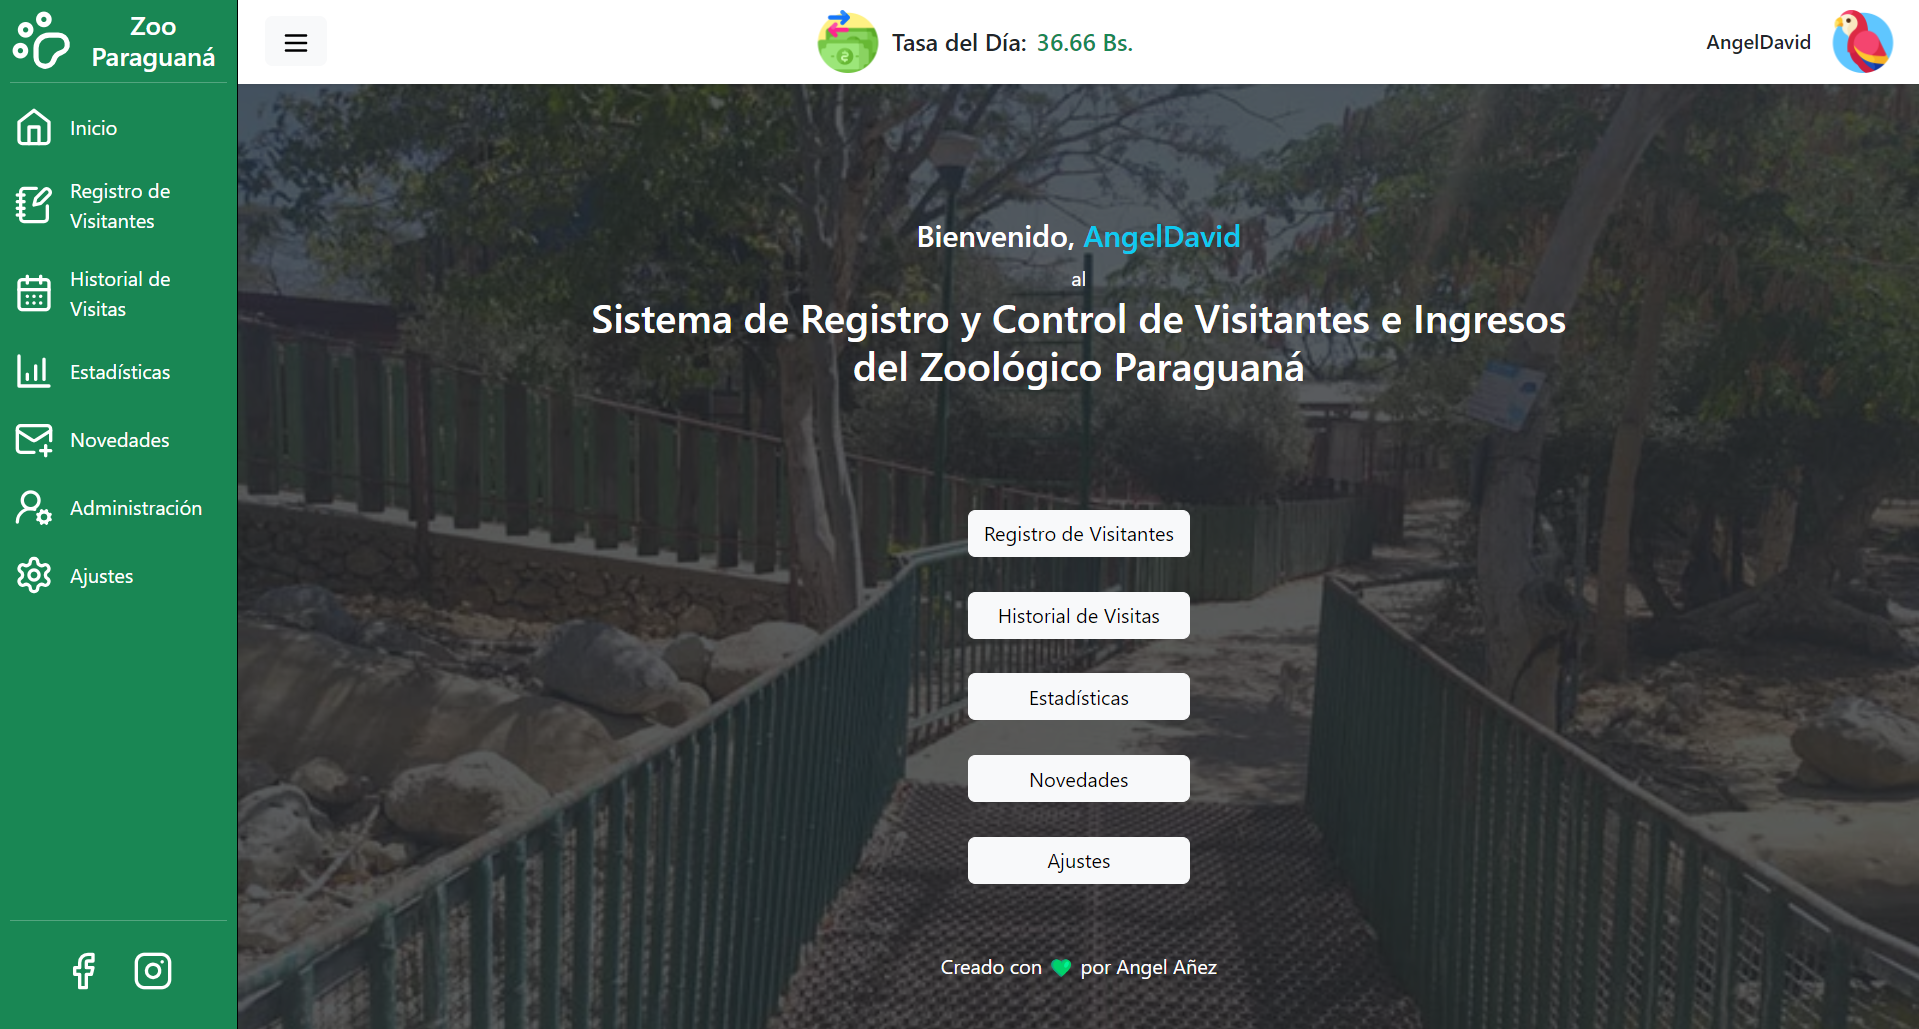 Zoo
Paraguaná
Inicio
Registro de
Visitantes
Historial de
Visitas
Estadísticas
Novedades
Administración
Ajustes
Tasa del Día: 36.66 Bs.
AngelDavid
Bienvenido, AngelDavid
al
Sistema de Registro y Control de Visitantes e Ingresos
del Zoológico Paraguaná
Registro de Visitantes
Historial de Visitas
Estadísticas
Novedades
Ajustes
Creado con 💚 por Angel Añez